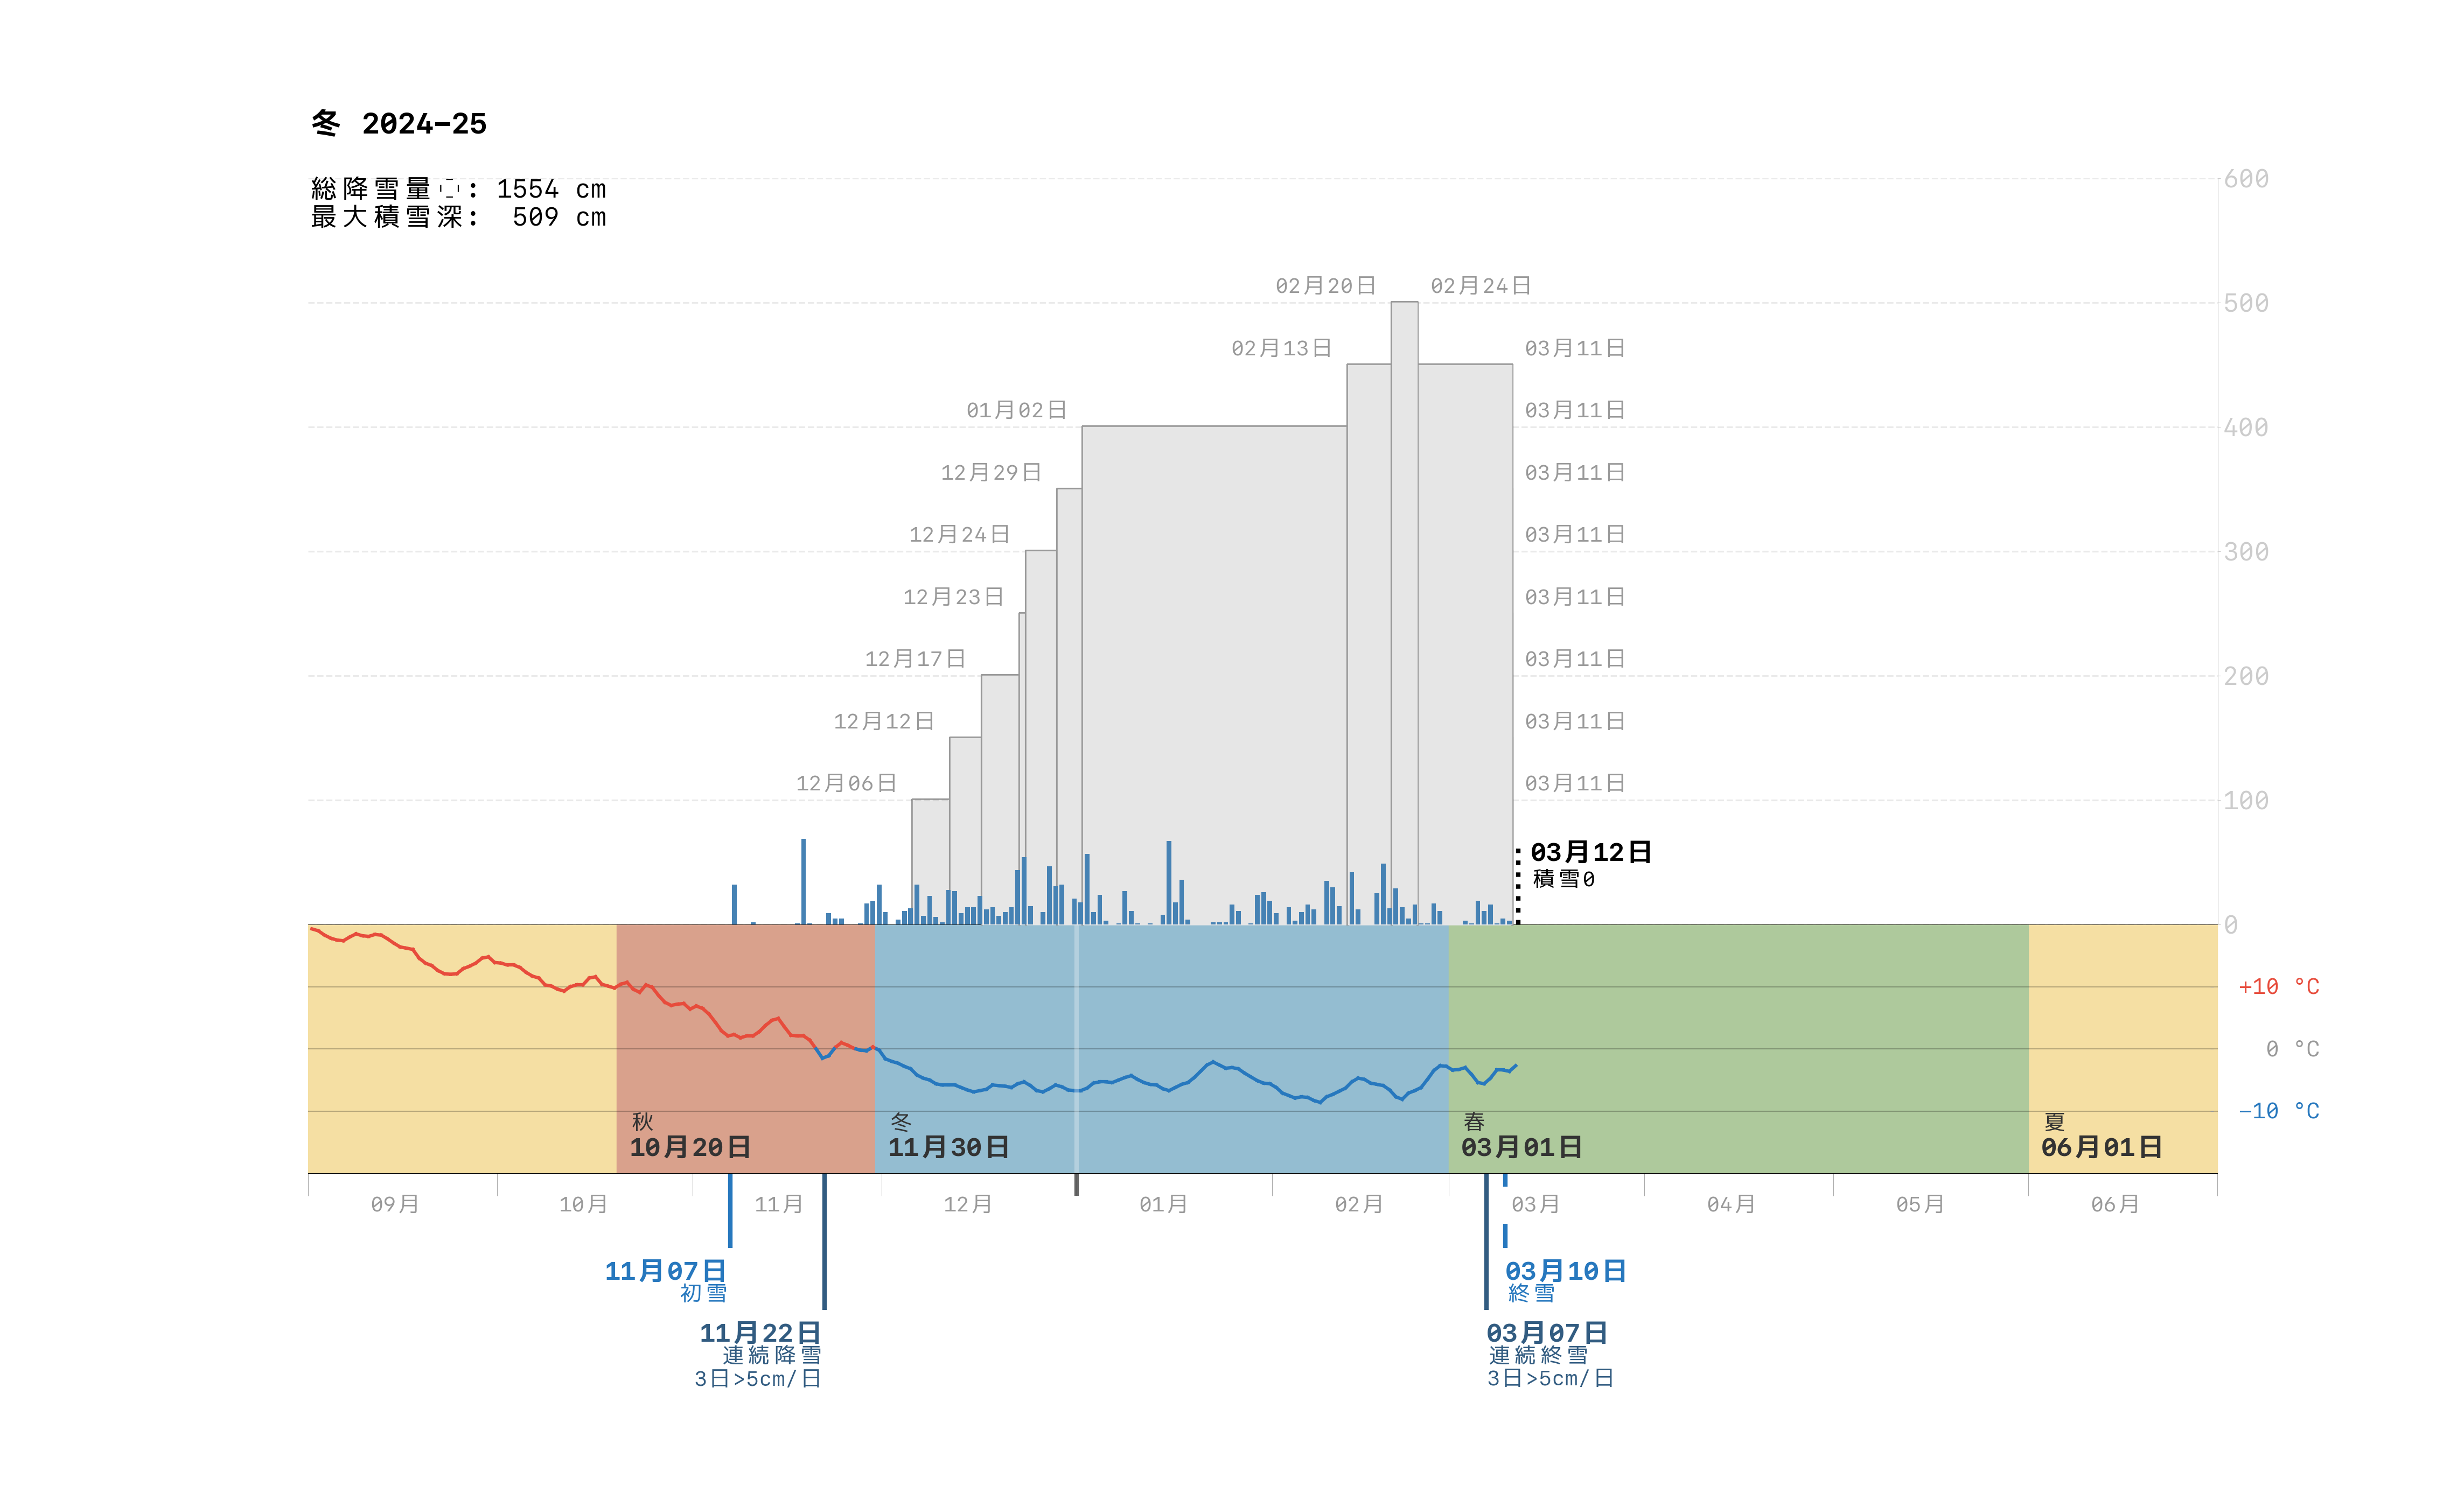 冬 2024–25
総降雪量◌: 1554 cm
最大積雪深: 509 cm
600
02月20日 02月24日
500
02月13日 03月11日
01月02日 03月11日
400
12月29日 03月11日
12月24日 03月11日
300
12月23日 03月11日
12月17日 03月11日
200
12月12日 03月11日
12月06日 03月11日
100
03月12日
積雪0
0
+10 °C
0 °C
−10 °C
秋
10月20日
冬
11月30日
春
03月01日
夏
06月01日
09月 10月 11月 12月 01月 02月 03月 04月 05月 06月
11月07日
初雪
03月10日
終雪
11月22日
連続降雪
3日>5cm/日
03月07日
連続終雪
3日>5cm/日